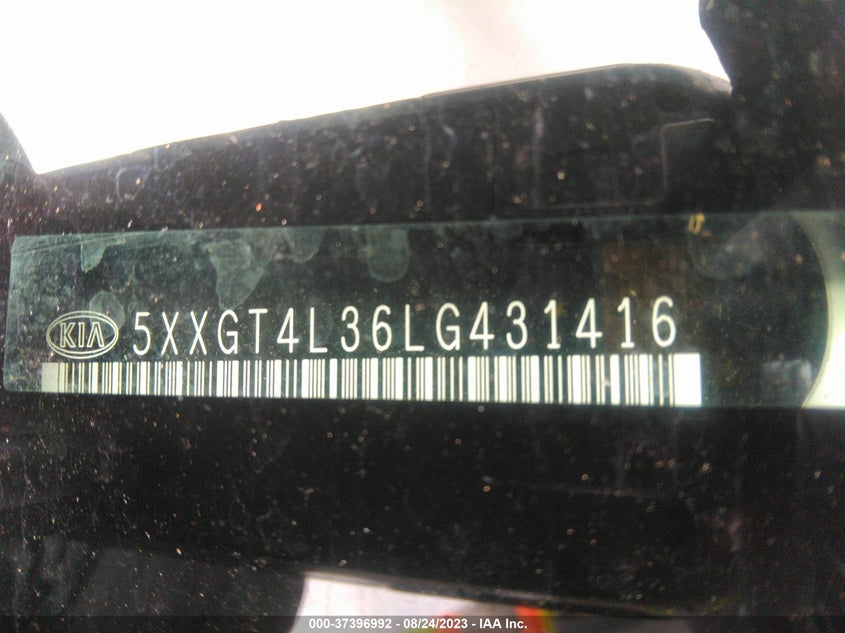 KIA 5XXGT4L36LG431416
000-37396992 - 08/24/2023 - IAA Inc.